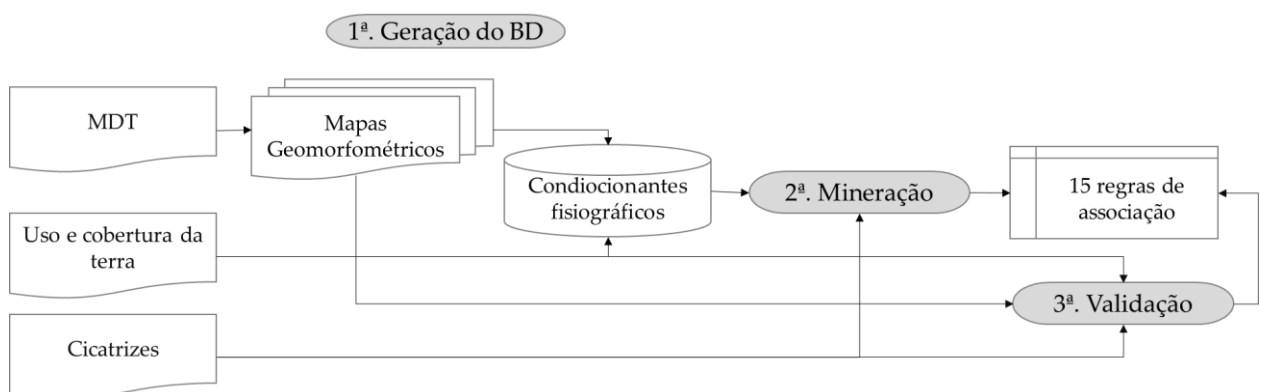 1ª. Geração do BD
MDT
Mapas
Geomorfométricos
Condiocionantes
fisiográficos
2ª. Mineração
15 regras de
associação
Uso e cobertura da
terra
3ª. Validação
Cicatrizes